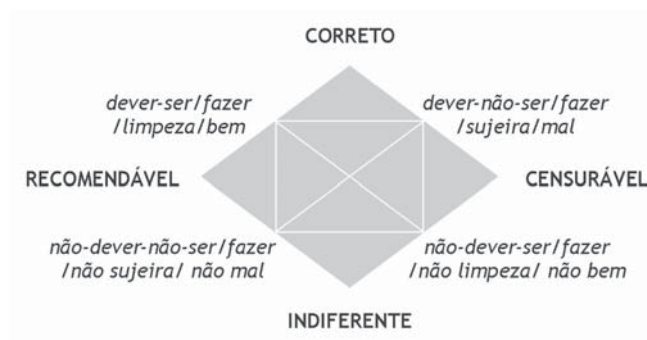 CORRETO
dever-ser/fazer
/limpeza/bem
dever-não-ser/fazer
/sujeira/mal
RECOMENDÁVEL
CENSURÁVEL
não-dever-não-ser/fazer
/não sujeira/ não mal
não-dever-ser/fazer
/não limpeza/ não bem
INDIFERENTE